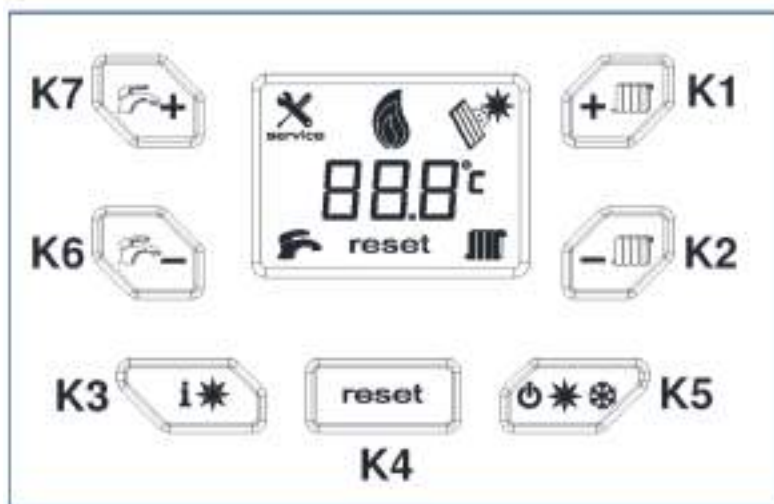 K7 + + K1
service
88.8°C
K6 - reset - K2
K3 i reset K5
K4